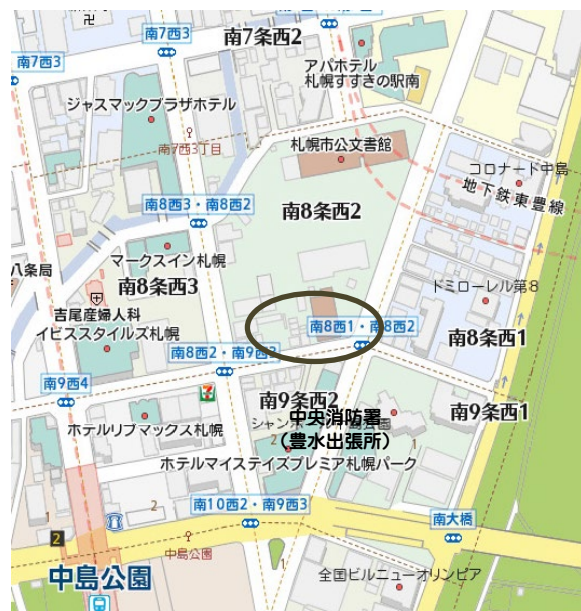 南7西3
南7条西2
アパホテル
札幌すすきの駅南
南7西3
ジャスマックプラザホテル
南7西3丁目
札幌市公文書館
コロナード中島
地下鉄東豊線
南8西3・南8西2
南8条西2
マークスイン札幌
八条局
南8条西3
ドミローレル第8
吉尾産婦人科
イビススタイルズ札幌
南8西1・南8西2
南8条西1
南8西2・南9西3
南9西4
7
南9条西2
南9条西1
中央消防署
(豊水出張所)
1
ホテルリブマックス札幌
2
ホテルマイステイズプレミア札幌パーク
2
1
南10西2・南9西3
南大橋
2
中島公園
中島公園
1
全国ビルニューオリンピア